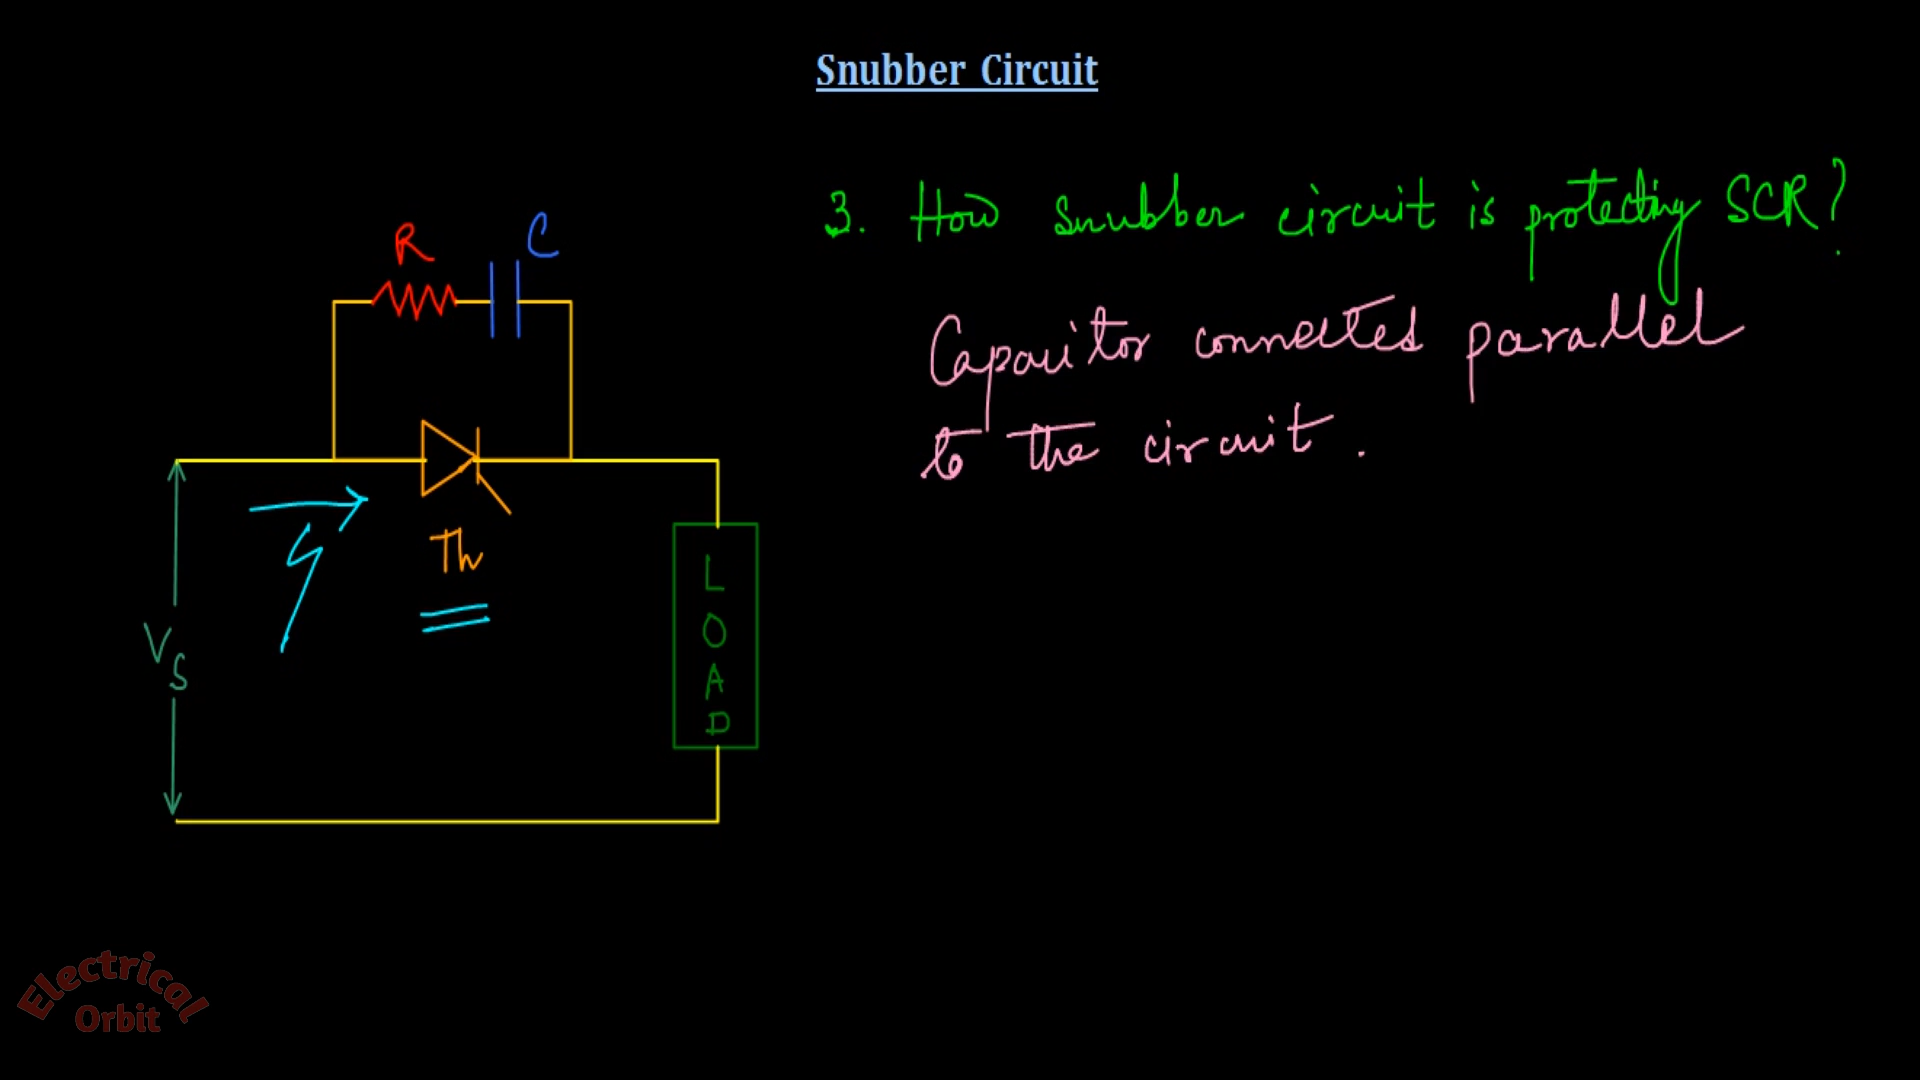 Snubber Circuit
3. How Snubber circuit is protecting SCR?
Capacitor connected parallel
to the circuit.
R
C
Th
Vs
LOAD
Electrical
Orbit